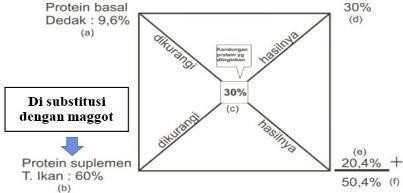 Protein basal
Dedak : 9,6%
(a)
30%
(d)
dikurangi
hasilnya
Kandungan
protein yg
diinginkan
30%
(c)
Di substitusi
dengan maggot
dikurangi
hasilnya
Protein suplemen
T. Ikan : 60%
(b)
(e)
20,4% +
50,4% (f)